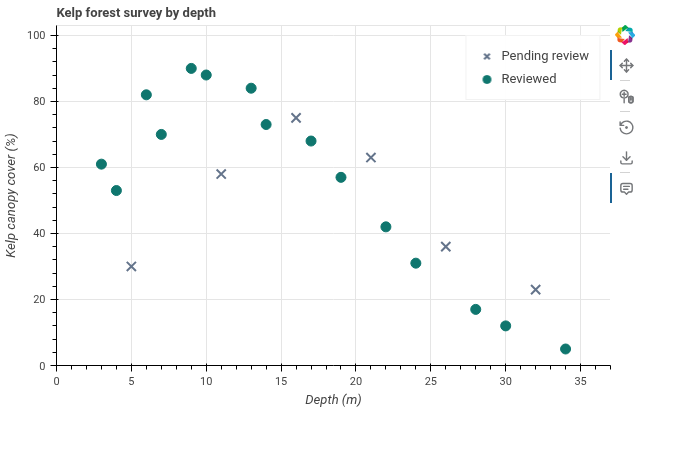 Kelp forest survey by depth
Pending review
Reviewed
Kelp canopy cover (%)
100
80
60
40
20
0
0 5 10 15 20 25 30 35
Depth (m)